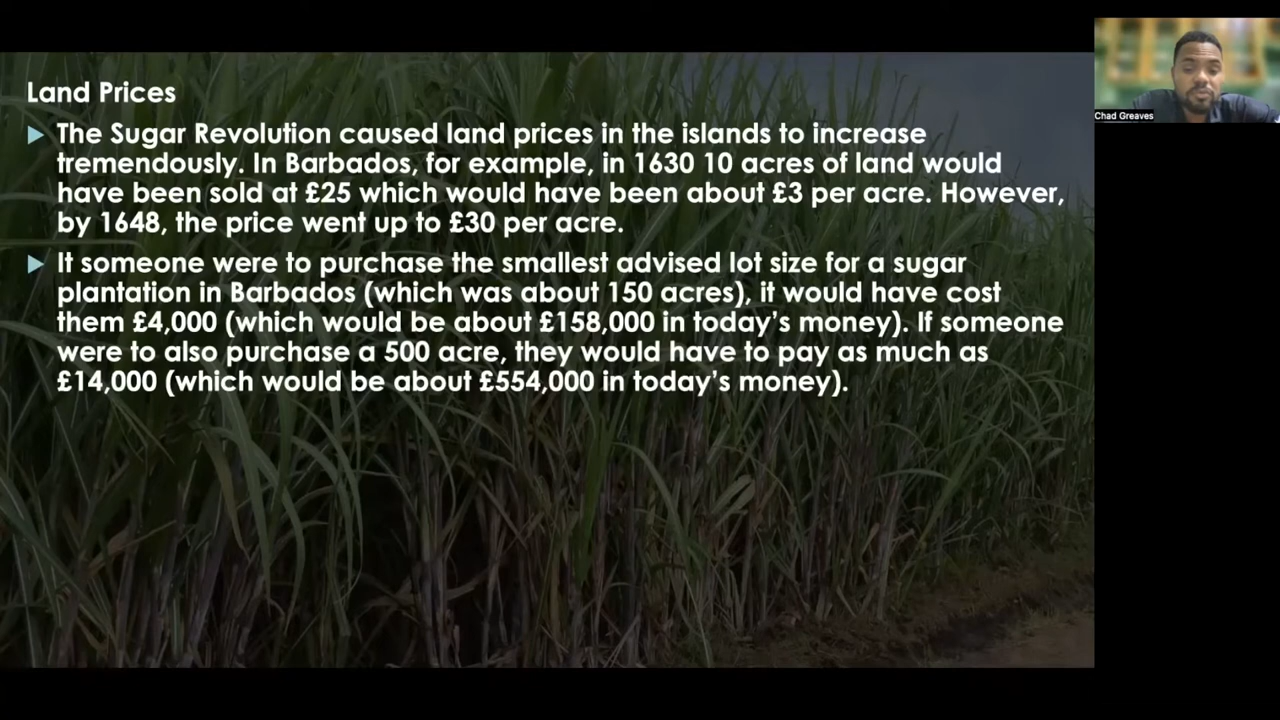 Land Prices
The Sugar Revolution caused land prices in the islands to increase
tremendously. In Barbados, for example, in 1630 10 acres of land would
have been sold at £25 which would have been about £3 per acre. However,
by 1648, the price went up to £30 per acre.
It someone were to purchase the smallest advised lot size for a sugar
plantation in Barbados (which was about 150 acres), it would have cost
them £4,000 (which would be about £158,000 in today’s money). If someone
were to also purchase a 500 acre, they would have to pay as much as
£14,000 (which would be about £554,000 in today’s money).
Chad Greaves